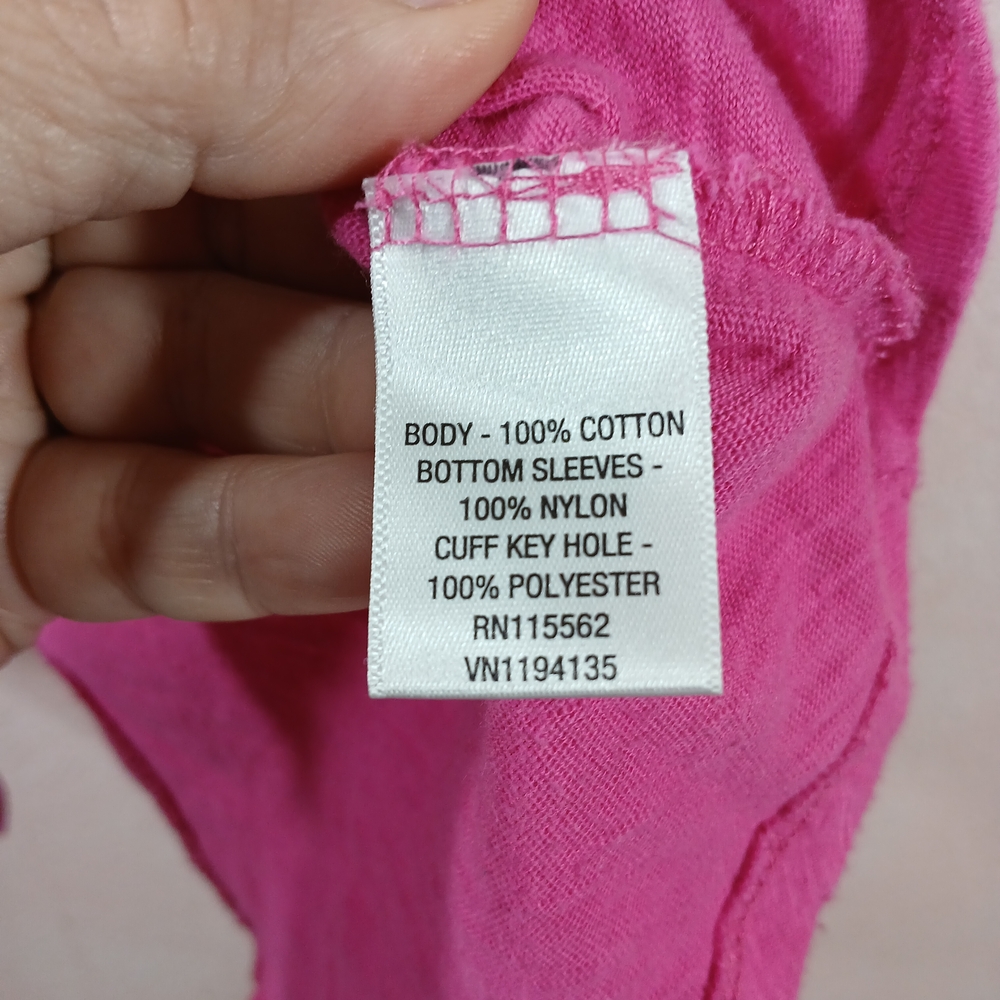 BODY - 100% COTTON
BOTTOM SLEEVES -
100% NYLON
CUFF KEY HOLE -
100% POLYESTER
RN115562
VN1194135